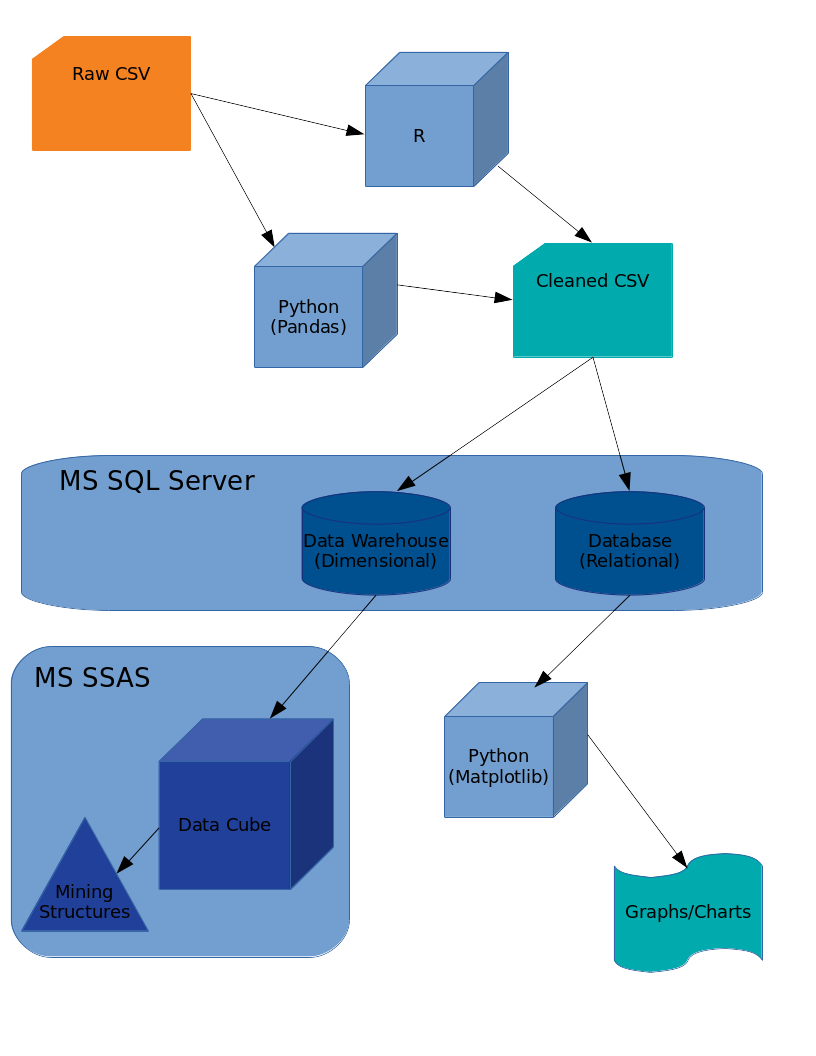 Raw CSV
R
Python
(Pandas)
Cleaned CSV
MS SQL Server
Data Warehouse
(Dimensional)
Database
(Relational)
MS SSAS
Python
(Matplotlib)
Data Cube
Mining
Structures
Graphs/Charts